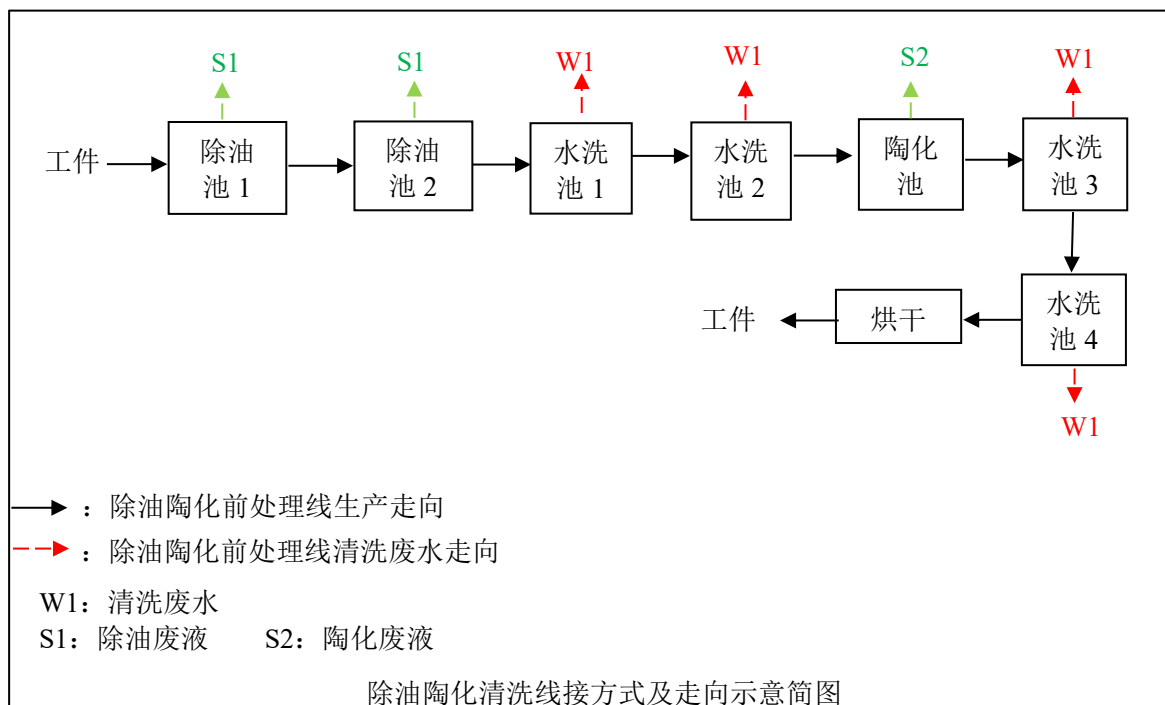 S1 S1 W1 W1 S2 W1
工件 除油 除油 水洗 水洗 陶化 水洗
池 1 池 2 池 1 池 2 池 池 3
工件 烘干 水洗
池 4
W1
：除油陶化前处理线生产走向
：除油陶化前处理线清洗废水走向
W1：清洗废水
S1：除油废液 S2：陶化废液
除油陶化清洗线接方式及走向示意简图